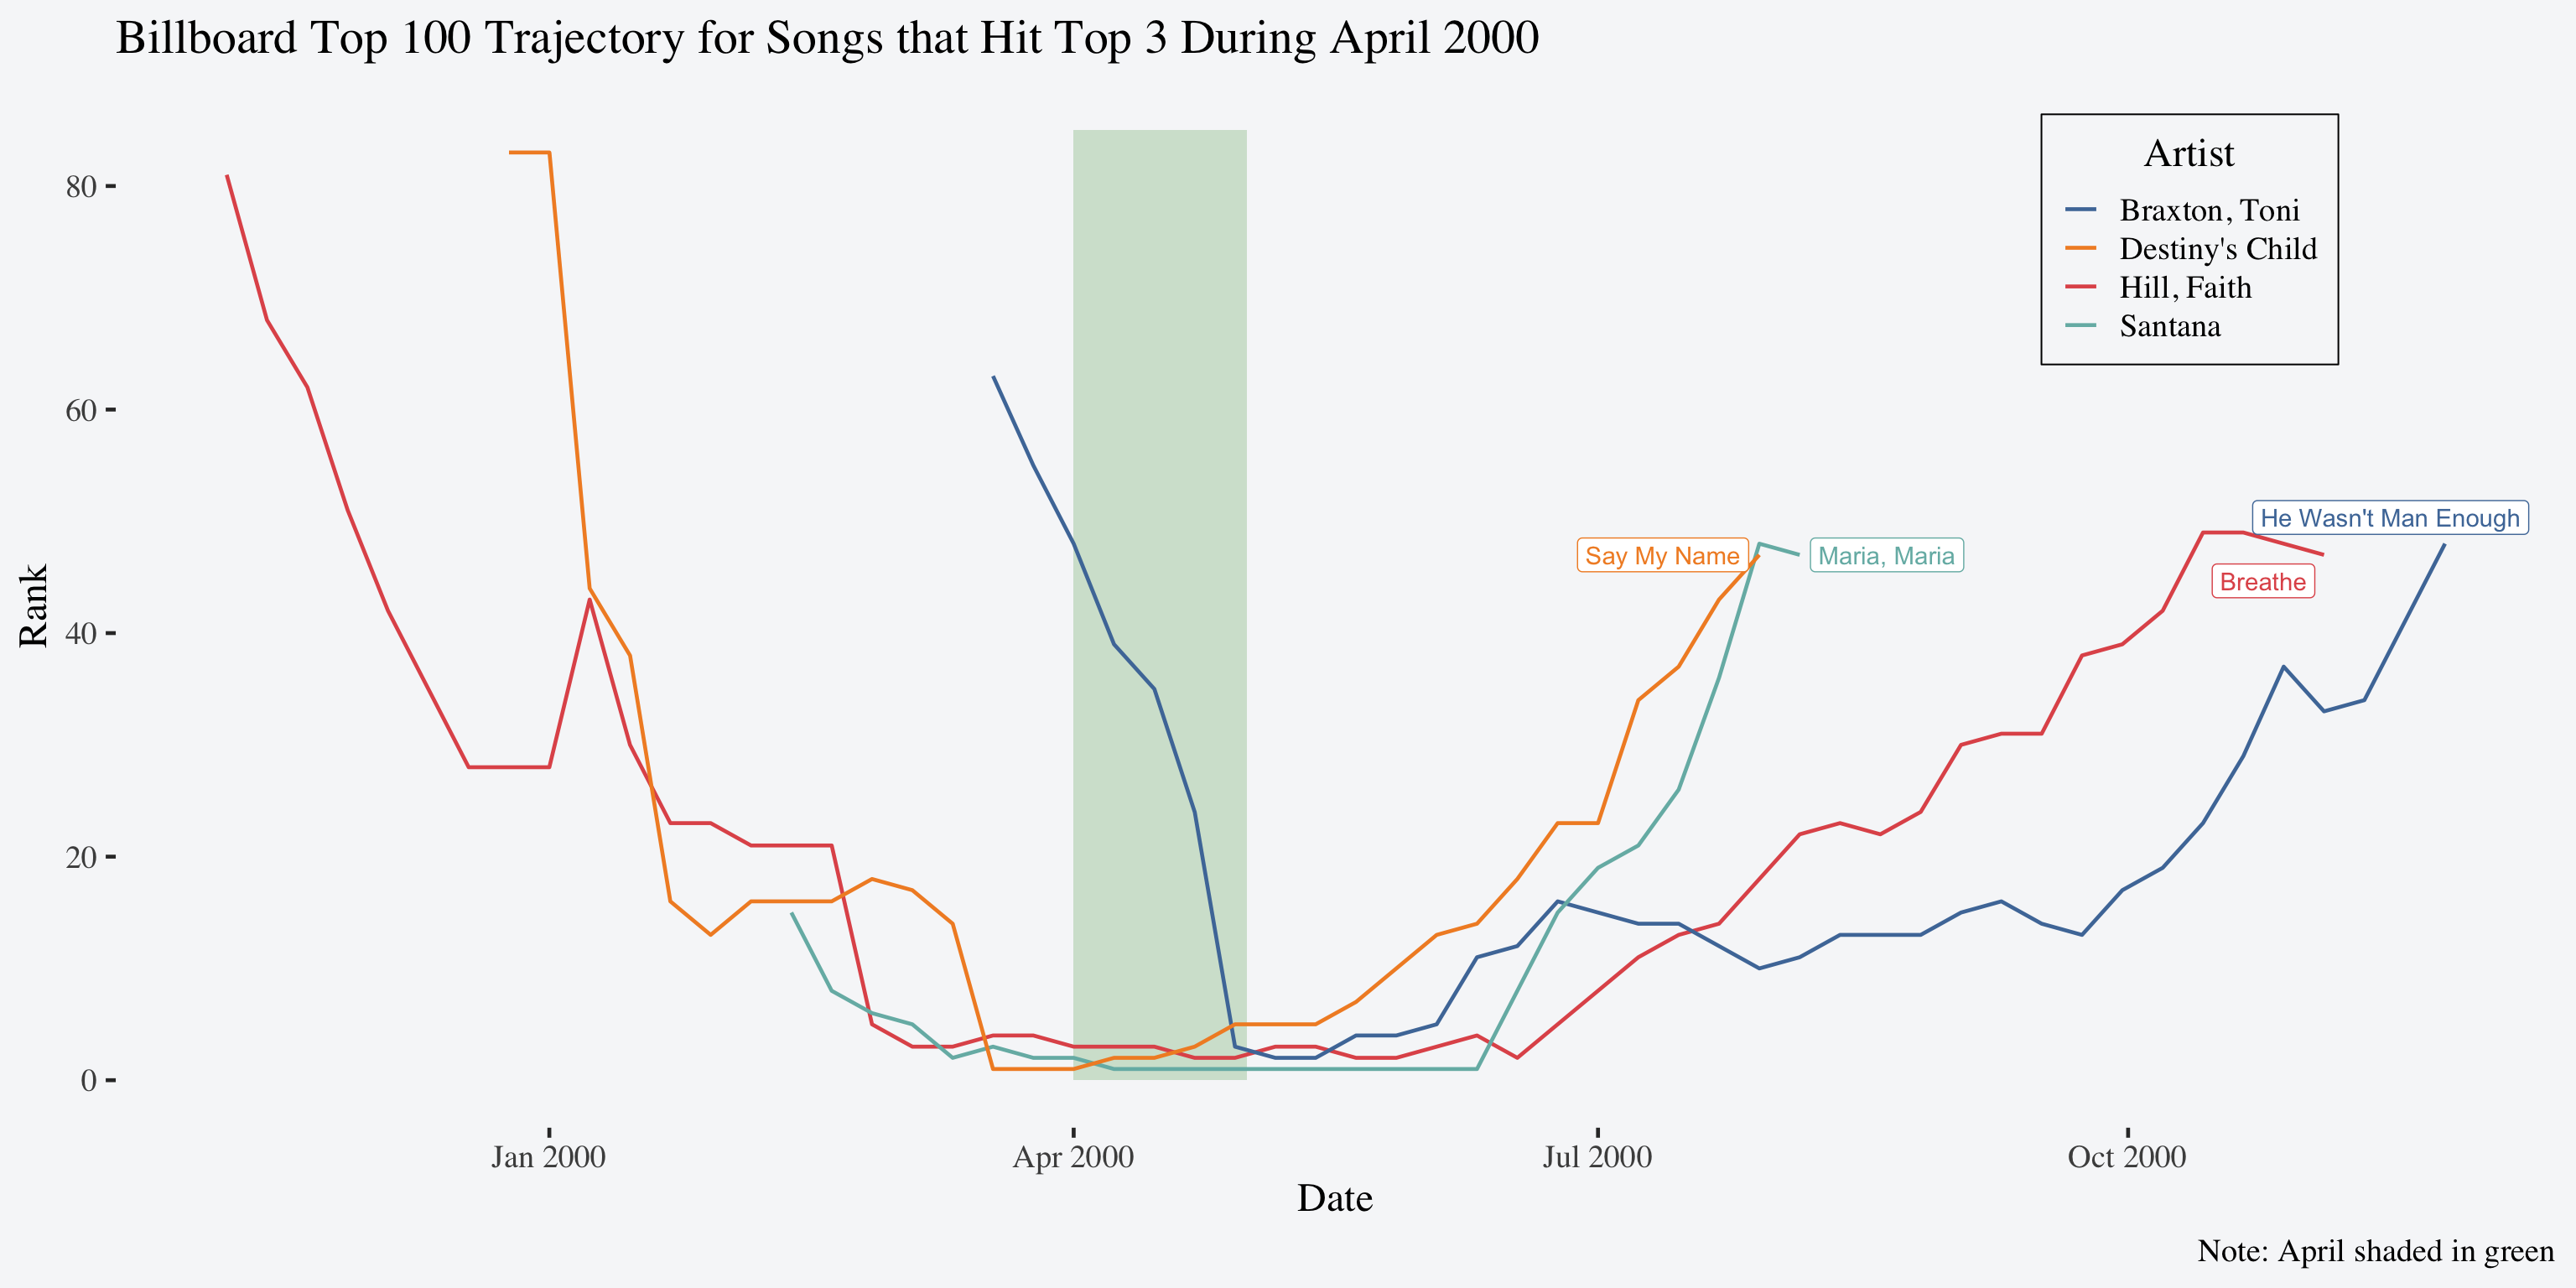 Billboard Top 100 Trajectory for Songs that Hit Top 3 During April 2000
Artist
Braxton, Toni
Destiny's Child
Hill, Faith
Santana
80
60
40
20
0
Rank
He Wasn't Man Enough
Say My Name
Maria, Maria
Breathe
Jan 2000
Apr 2000
Jul 2000
Oct 2000
Date
Note: April shaded in green